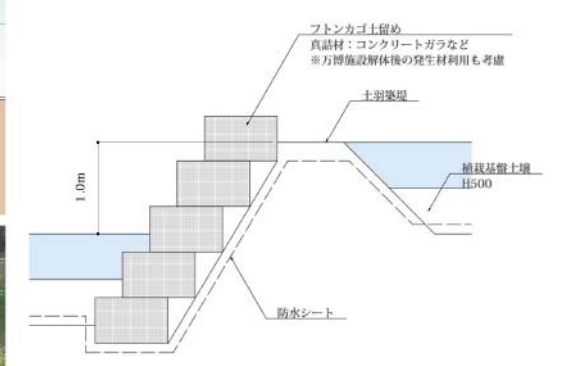 フトンカゴ土留め
真詰材：コンクリートガラなど
※万博施設解体後の発生材利用も考慮
土羽築堤
植栽基盤土壌
H500
1.0m
防水シート